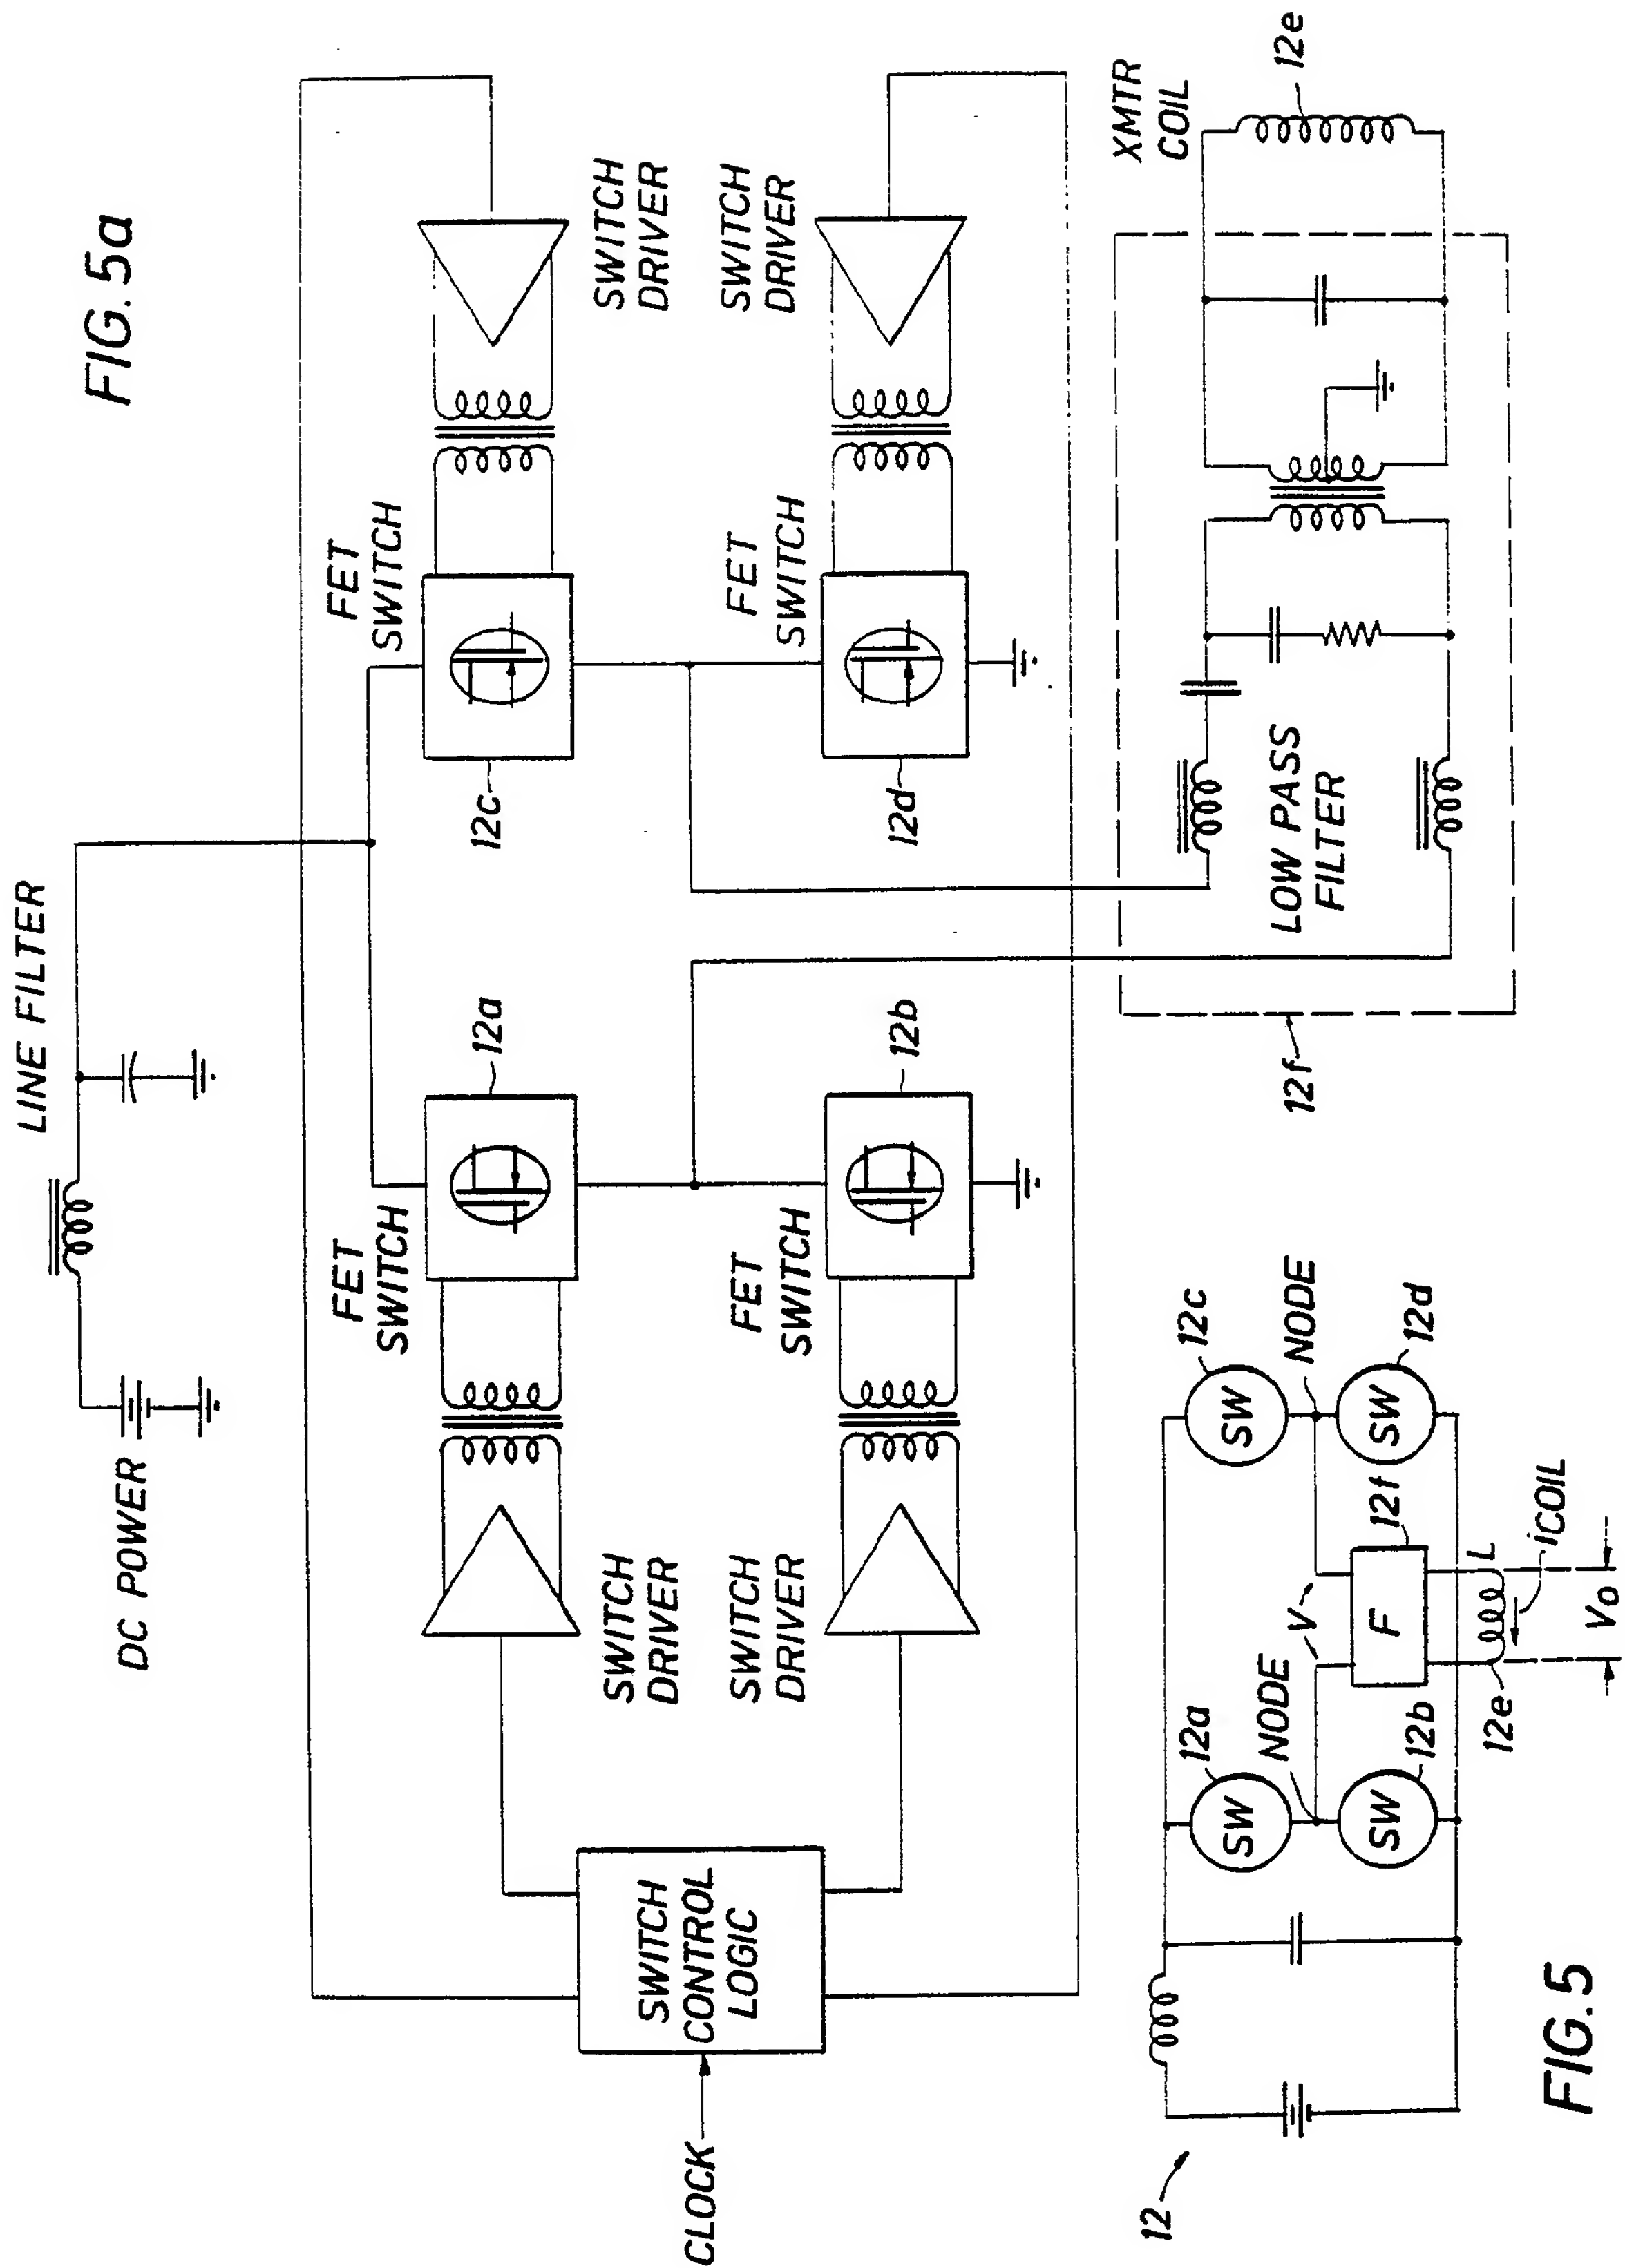 FIG. 5a
LINE FILTER
DC POWER
FET
SWITCH
12a
FET
SWITCH
12c
SWITCH
DRIVER
SWITCH
DRIVER
SWITCH
DRIVER
SWITCH
DRIVER
FET
SWITCH
12b
FET
SWITCH
12d
CLOCK
SWITCH
CONTROL
LOGIC
XMTR
COIL
12e
LOW PASS
FILTER
12f
12
12a
SW
NODE
12b
SW
12c
SW
NODE
12d
SW
V
F
12f
L
iCOIL
12e
Vo
FIG. 5